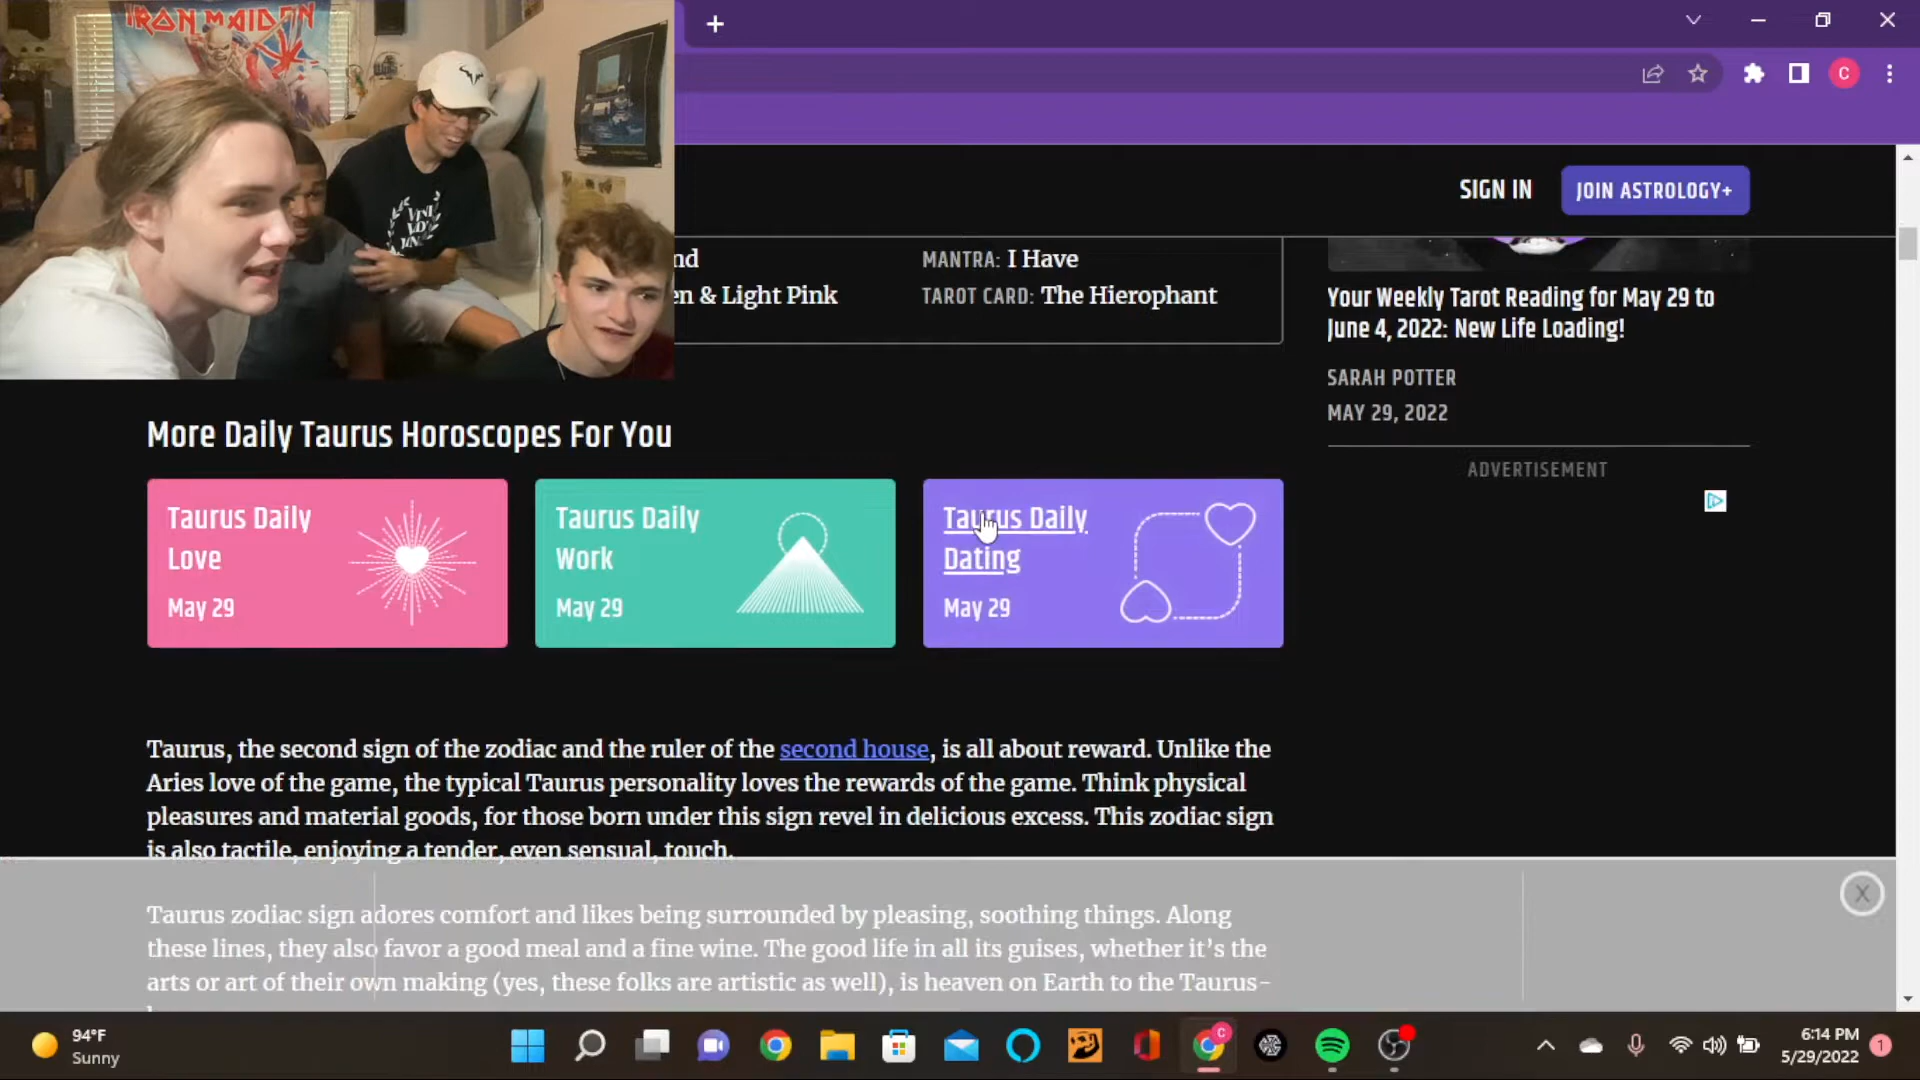 IRON MAIDEN
VINI
VIDI
C
SIGN IN
JOIN ASTROLOGY+
MANTRA: I Have
& Light Pink
TAROT CARD: The Hierophant
Your Weekly Tarot Reading for May 29 to
June 4, 2022: New Life Loading!
SARAH POTTER
MAY 29, 2022
ADVERTISEMENT
More Daily Taurus Horoscopes For You
Taurus Daily
Love
May 29
Taurus Daily
Work
May 29
Taurus Daily
Dating
May 29
Taurus, the second sign of the zodiac and the ruler of the second house, is all about reward. Unlike the
Aries love of the game, the typical Taurus personality loves the rewards of the game. Think physical
pleasures and material goods, for those born under this sign revel in delicious excess. This zodiac sign
is also tactile, enjoying a tender, even sensual, touch.
X
Taurus zodiac sign adores comfort and likes being surrounded by pleasing, soothing things. Along
these lines, they also favor a good meal and a fine wine. The good life in all its guises, whether it’s the
arts or art of their own making (yes, these folks are artistic as well), is heaven on Earth to the Taurus-
94°F
Sunny
C
6:14 PM
5/29/2022
1